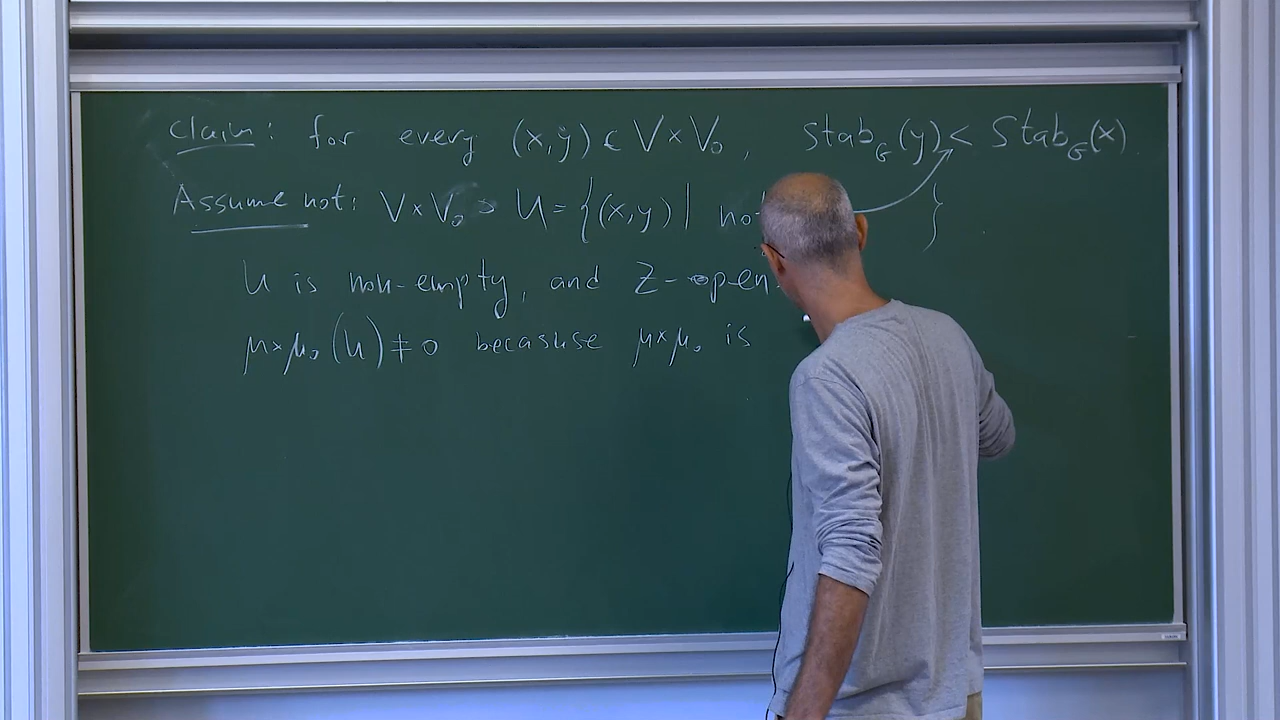 Claim: for every (x,y) ∈ V×V₀, Stab_G(y) < Stab_G(x).
Assume not: V×V₀ ⊃ U = {(x,y) | }
U is non-empty, and Z-open
μ×μ₀(U) ≠ 0 becasuse μ×μ₀ is